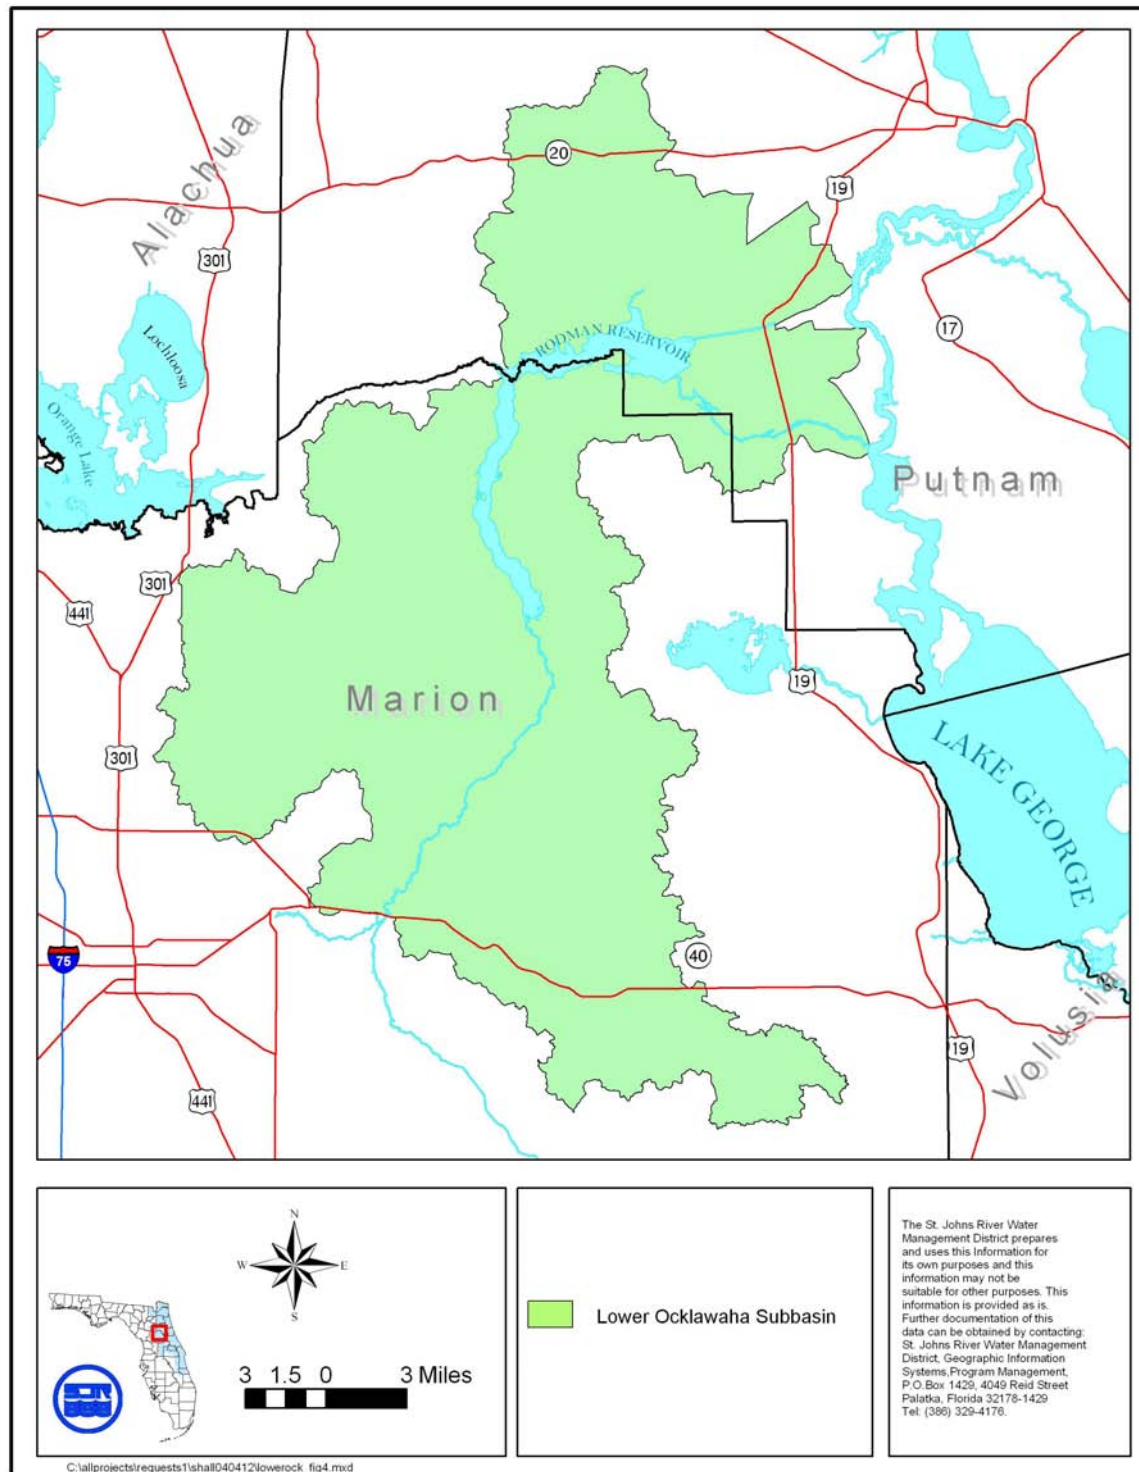 Alachua
20
19
301
17
Lochloosa
RODMAN RESERVOIR
Orange Lake
Putnam
301
441
Marion
19
301
LAKE GEORGE
40
75
Volusia
19
441
N
W E
S
3 1.5 0 3 Miles
Lower Ocklawaha Subbasin
The St. Johns River Water
Management District prepares
and uses this Information for
its own purposes and this
information may not be
suitable for other purposes. This
information is provided as is.
Further documentation of this
data can be obtained by contacting:
St. Johns River Water Management
District, Geographic Information
Systems,Program Management,
P.O.Box 1429, 4049 Reid Street
Palatka, Florida 32178-1429
Tel: (386) 329-4176.
C:\allprojects\requests1\shall040412\lowerock_fig4.mxd